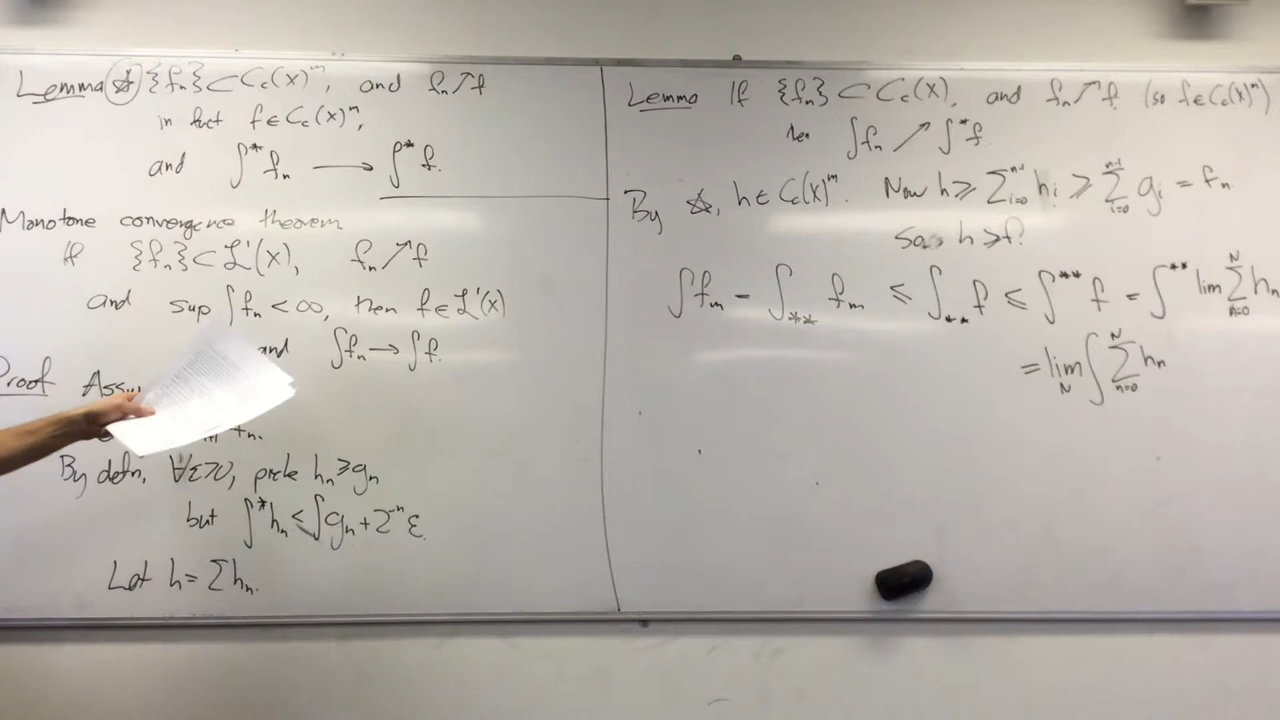 Lemma ☆ {fₙ} ⊂ C_c(X)^m, and fₙ ↗ f
in fact f ∈ C_c(X)^m,
and ∫* fₙ ⟶ ∫* f.
Monotone convergence theorem
If {fₙ} ⊂ L¹(X), fₙ ↗ f
and sup ∫fₙ < ∞, then f ∈ L¹(X)
and ∫fₙ → ∫f.
Proof
fₙ.
By defn, ∀ε>0, pick hₙ ≥ gₙ
but ∫* hₙ ≤ ∫gₙ + 2⁻ⁿ ε
Let h = Σhₙ.
Lemma If {fₙ} ⊂ C_c(X), and fₙ ↗ f (so f ∈ C_c(X)^m)
then ∫fₙ ↗ ∫* f.
By ☆, h ∈ C_c(X)^m. Now h ≥ Σ_{i=0}^{n-1} h_i ≥ Σ_{i=0}^{n-1} g_i = fₙ
So h ≥ f.
∫fₘ = ∫_{**} fₘ ≤ ∫_{**} f ≤ ∫^{**} f = ∫^{**} lim Σ_{n=0}^{N} hₙ
= lim_N ∫ Σ_{n=0}^{N} hₙ